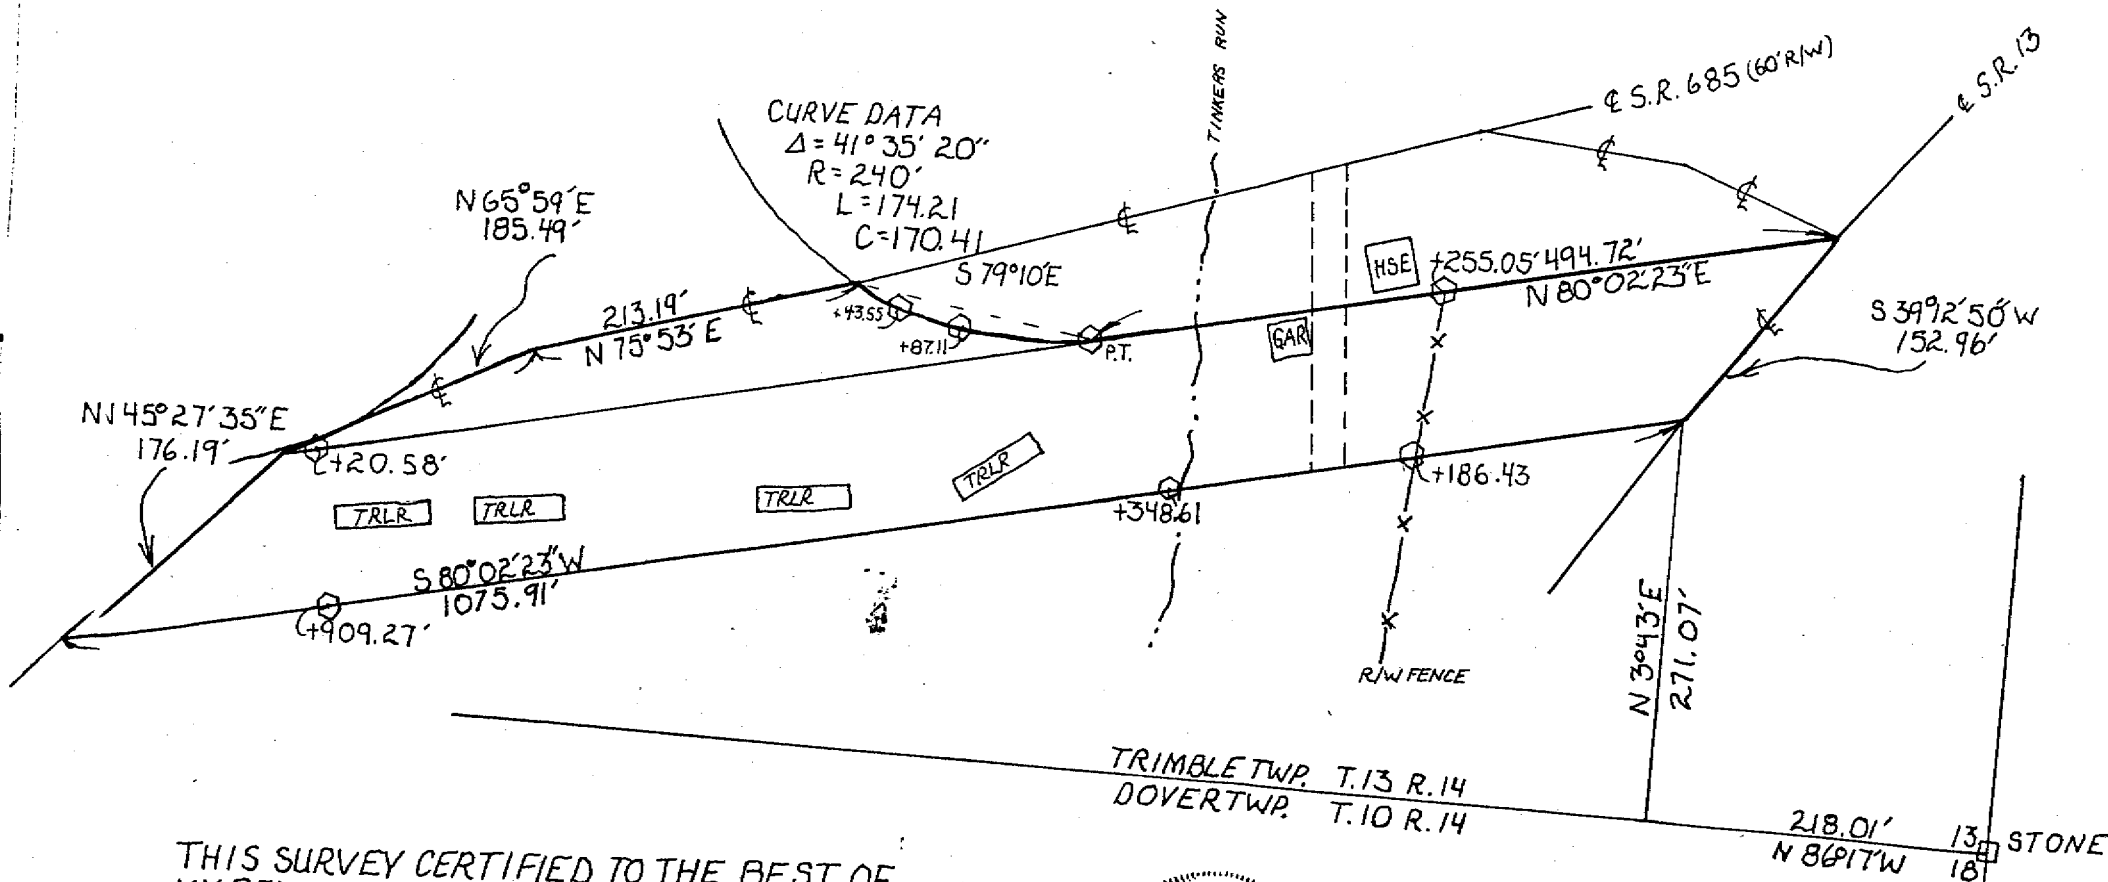 TINKERS RUN
℄ S.R. 13
℄ S.R. 685 (60' R/W)
CURVE DATA
Δ = 41° 35' 20"
R = 240'
L = 174.21
C = 170.41
N 65° 59' E
185.49'
S 79°10'E
℄
℄
℄
HSE
+255.05' 494.72'
N 80°02'23"E
213.19'
℄
N 75° 53' E
+43.55
+87.11
P.T.
GAR
℄
S 39°12'50"W
152.96'
℄
N 45° 27' 35" E
176.19'
+20.58'
TRLR
TRLR
TRLR
TRLR
+186.43
+348.61
S 80°02'23"W
1075.91'
+909.27'
R/W FENCE
N 3°43'E
271.07'
TRIMBLE TWP. T.13 R.14
DOVER TWP. T.10 R.14
218.01'
N 86°17'W
13
18
STONE
THIS SURVEY CERTIFIED TO THE BEST OF